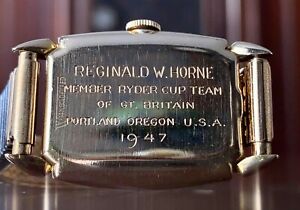 REGINALD W. HORNE
MEMBER RYDER CUP TEAM
OF GT. BRITAIN
PORTLAND OREGON U.S.A.
1947